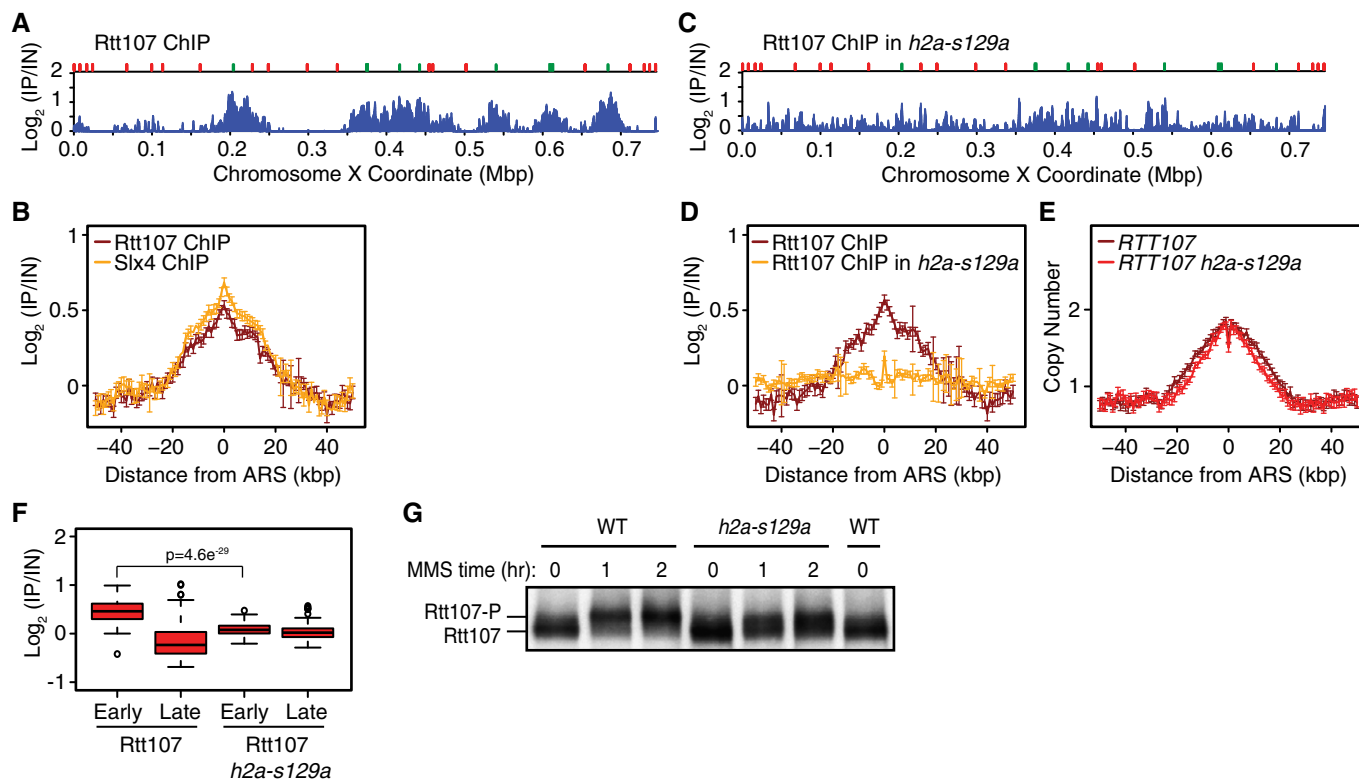 A
Rtt107 ChIP
Log2 (IP/IN)
2
1
0
0.0 0.1 0.2 0.3 0.4 0.5 0.6 0.7
Chromosome X Coordinate (Mbp)
C
Rtt107 ChIP in h2a-s129a
Log2 (IP/IN)
2
1
0
0.0 0.1 0.2 0.3 0.4 0.5 0.6 0.7
Chromosome X Coordinate (Mbp)
B
Rtt107 ChIP
Slx4 ChIP
Log2 (IP/IN)
1
0.5
0
−40 −20 0 20 40
Distance from ARS (kbp)
D
Rtt107 ChIP
Rtt107 ChIP in h2a-s129a
Log2 (IP/IN)
1
0.5
0
−40 −20 0 20 40
Distance from ARS (kbp)
E
RTT107
RTT107 h2a-s129a
Copy Number
2
1
−40 −20 0 20 40
Distance from ARS (kbp)
F
Log2 (IP/IN)
2
1
0
-1
p=4.6e-29
Early Late Early Late
Rtt107 Rtt107
h2a-s129a
G
WT h2a-s129a WT
MMS time (hr): 0 1 2 0 1 2 0
Rtt107-P
Rtt107